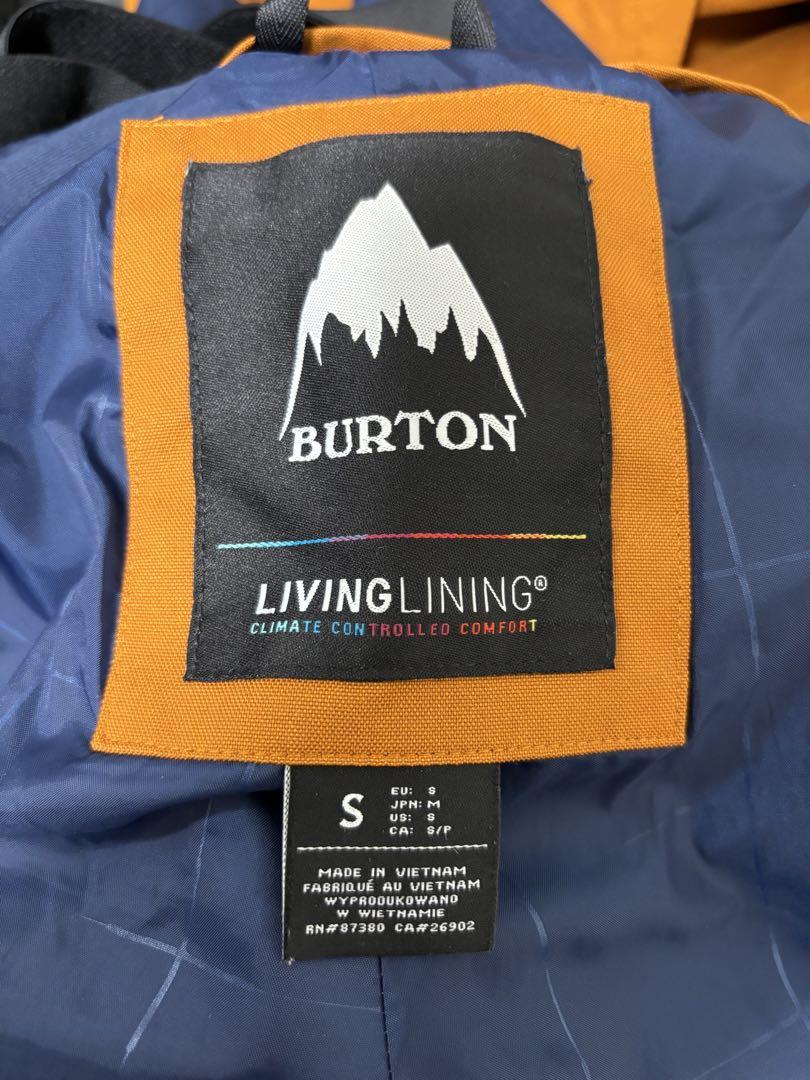 BURTON
LIVINGLINING®
CLIMATE CONTROLLED COMFORT
S
EU: S
JPN: M
US: S
CA: S/P
MADE IN VIETNAM
FABRIQUÉ AU VIETNAM
WYPRODUKOWANO
W WIETNAMIE
RN#87380 CA#26902